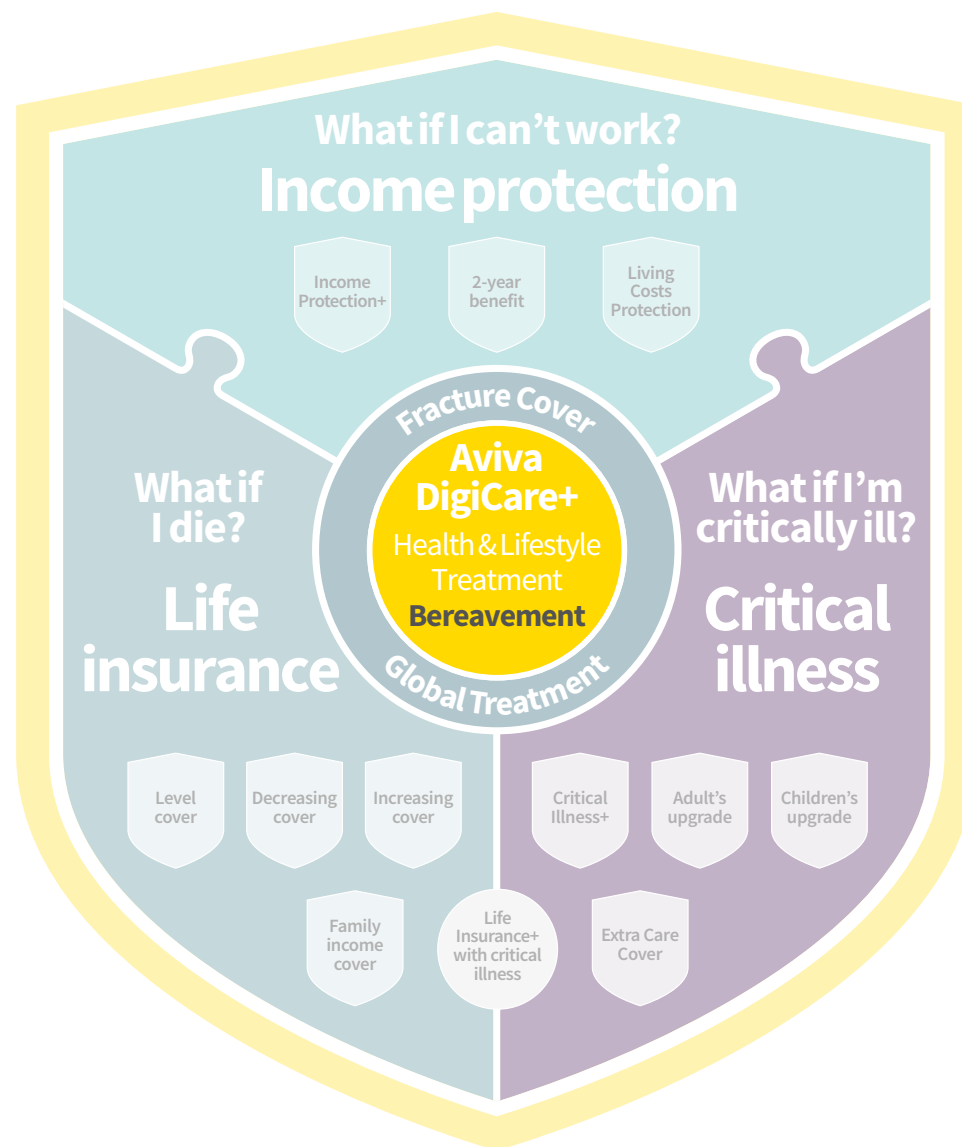 What if I can’t work?
Income protection
Income
Protection+
2-year
benefit
Living
Costs
Protection
Fracture Cover
Aviva
DigiCare+
Health & Lifestyle
Treatment
Bereavement
Global Treatment
What if
I die?
Life
insurance
What if I’m
critically ill?
Critical
illness
Level
cover
Decreasing
cover
Increasing
cover
Critical
Illness+
Adult’s
upgrade
Children’s
upgrade
Family
income
cover
Life
Insurance+
with critical
illness
Extra Care
Cover